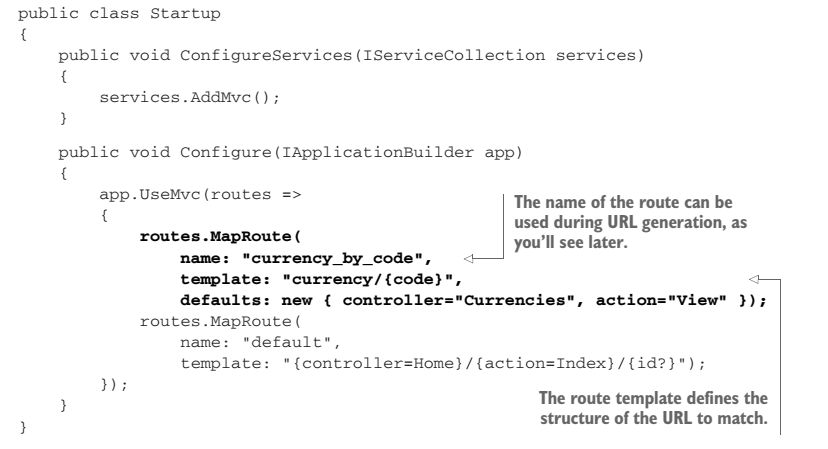 public class Startup
{
    public void ConfigureServices(IServiceCollection services)
    {
        services.AddMvc();
    }
    public void Configure(IApplicationBuilder app)
    {
        app.UseMvc(routes =>
        {
            routes.MapRoute(
                name: "currency_by_code",
                template: "currency/{code}",
                defaults: new { controller="Currencies", action="View" });
            routes.MapRoute(
                name: "default",
                template: "{controller=Home}/{action=Index}/{id?}");
        });
    }
}
The name of the route can be
used during URL generation, as
you'll see later.
The route template defines the
structure of the URL to match.